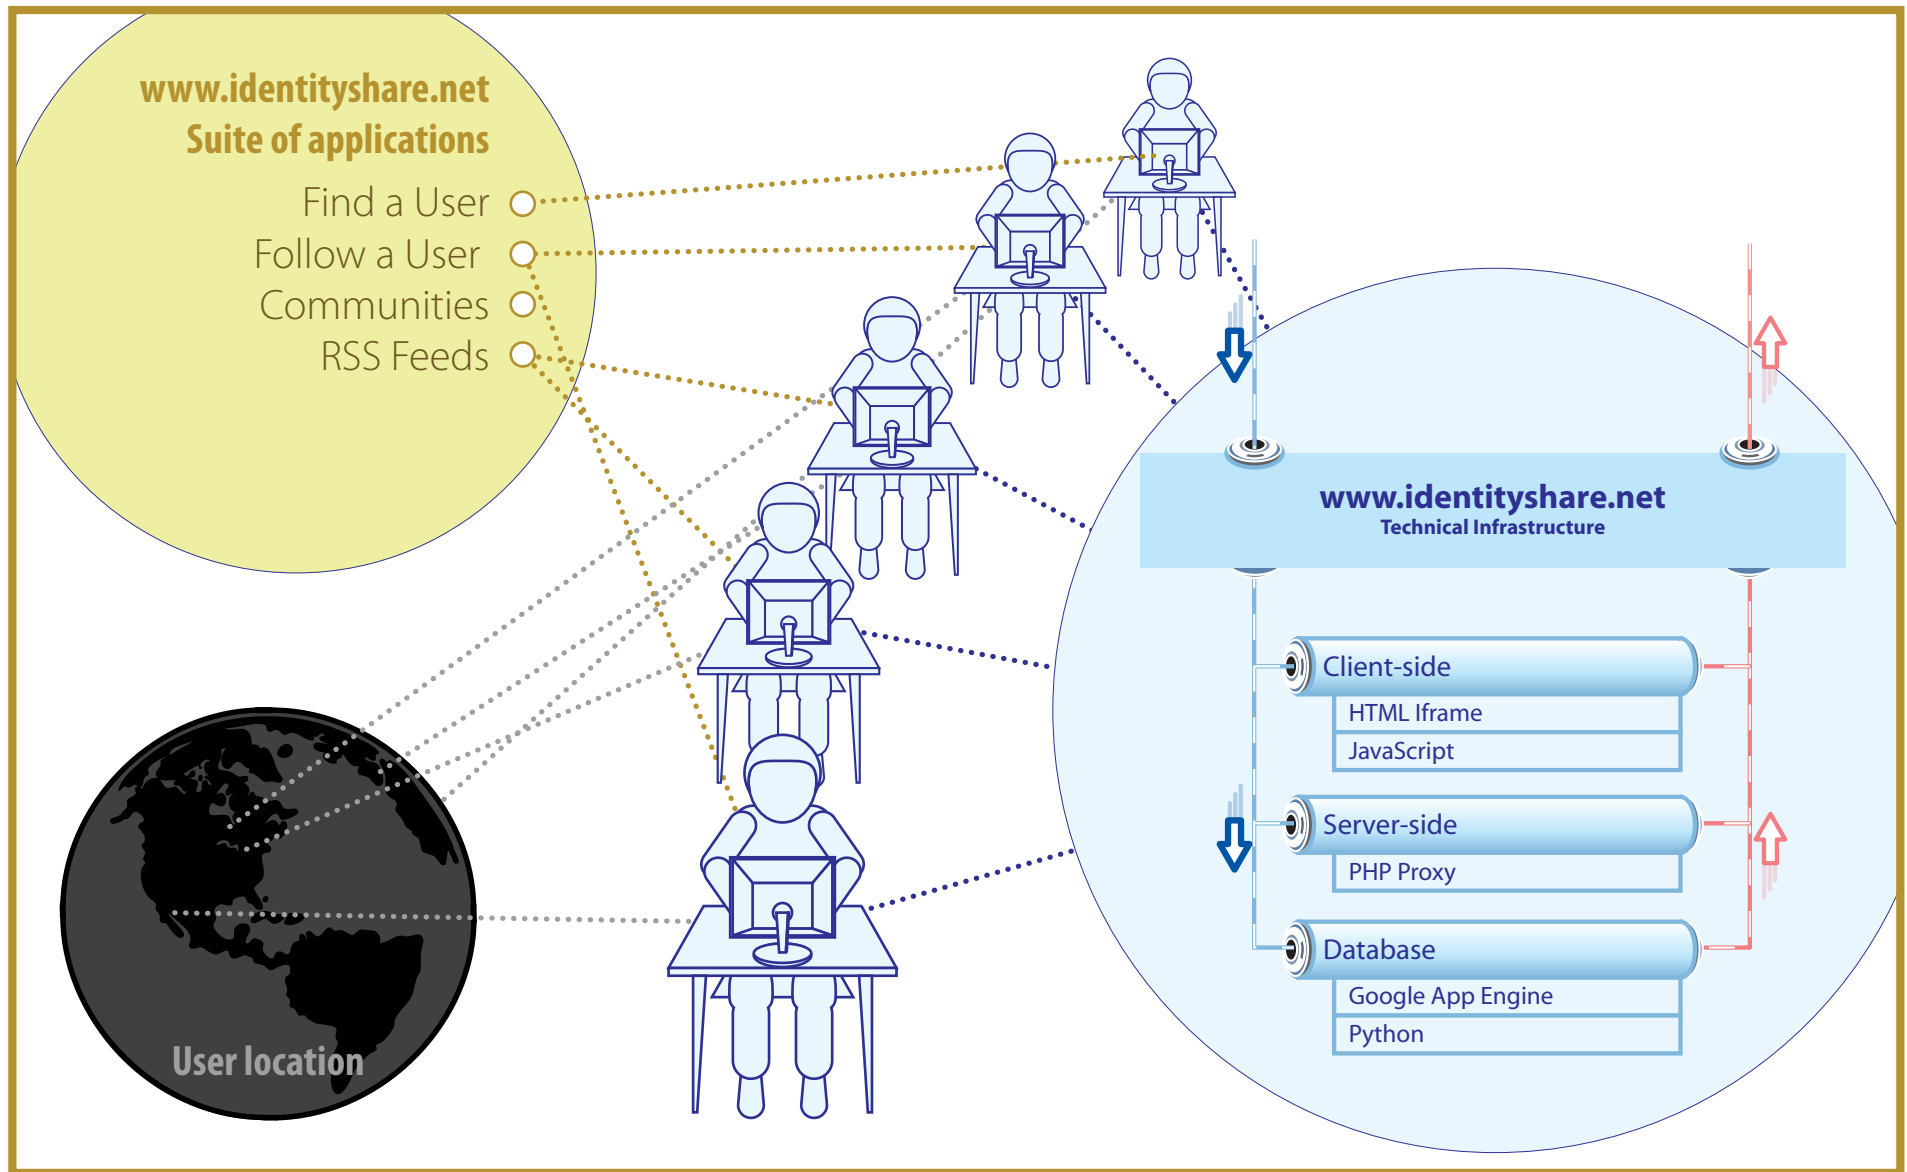 www.identityshare.net
Suite of applications
Find a User
Follow a User
Communities
RSS Feeds
User location
www.identityshare.net
Technical Infrastructure
Client-side
HTML Iframe
JavaScript
Server-side
PHP Proxy
Database
Google App Engine
Python